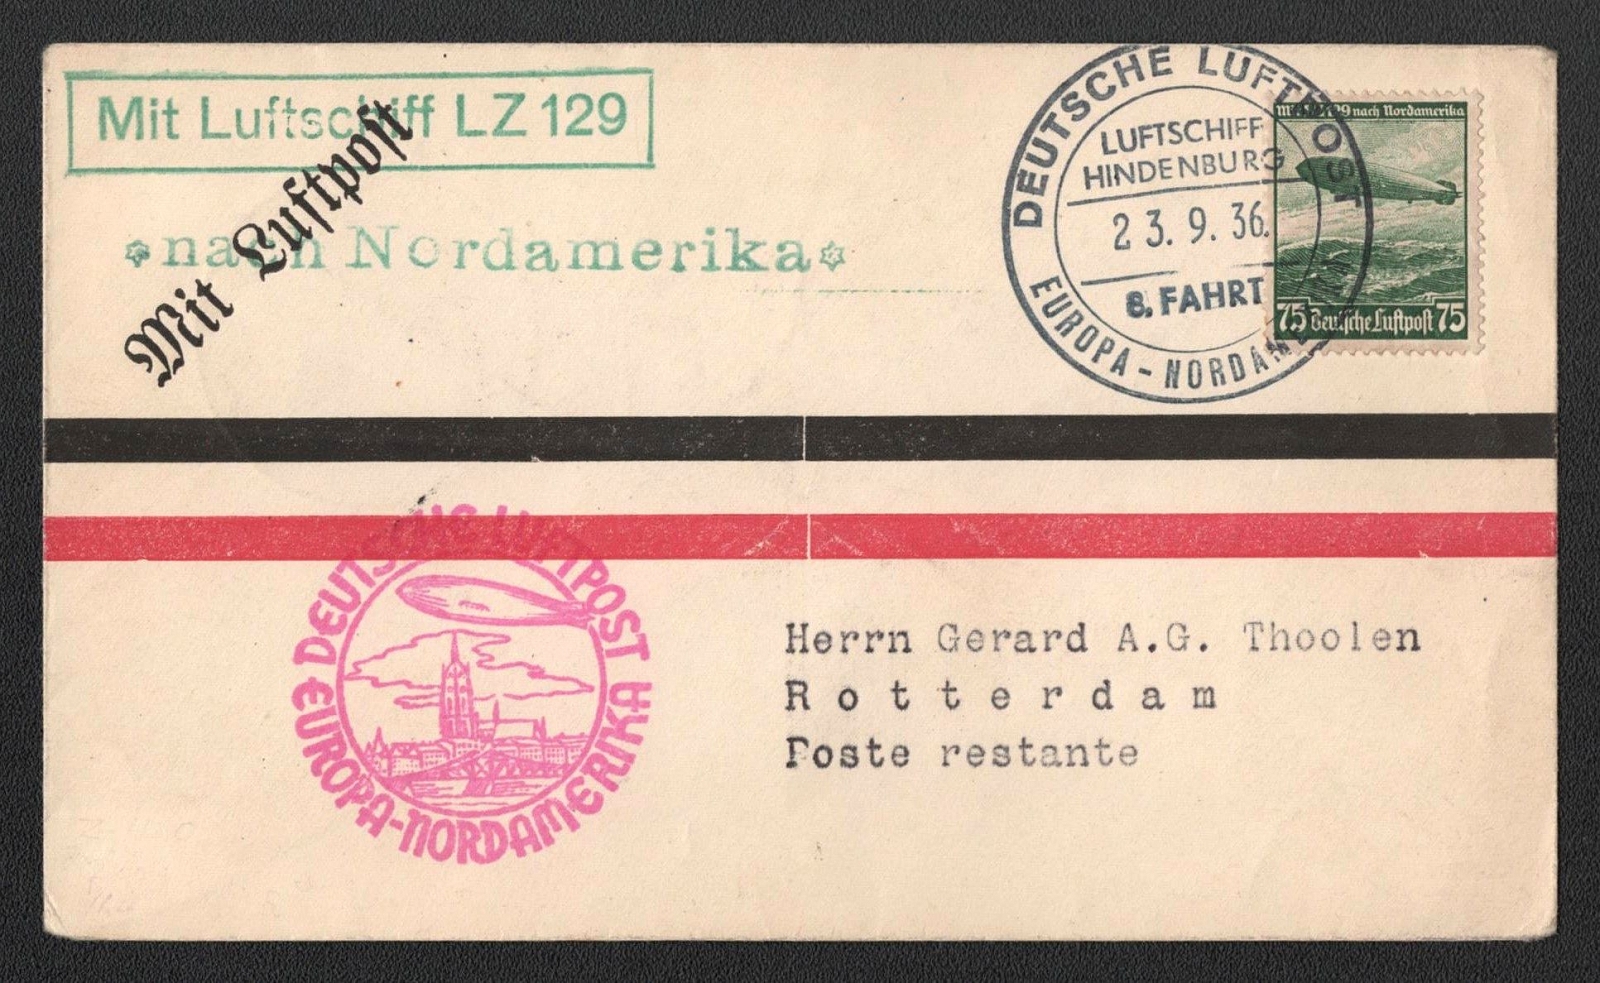 Mit Luftschiff LZ 129
Mit Luftpost
*nach Nordamerika*
DEUTSCHE LUFTPOST
LUFTSCHIFF
HINDENBURG
23.9.36.
8. FAHRT
EUROPA - NORDAMERIKA
nach Nordamerika
75 Deutsche Luftpost 75
DEUTSCHE LUFTPOST
EUROPA-NORDAMERIKA
Herrn Gerard A.G. Thoolen
Rotterdam
Poste restante